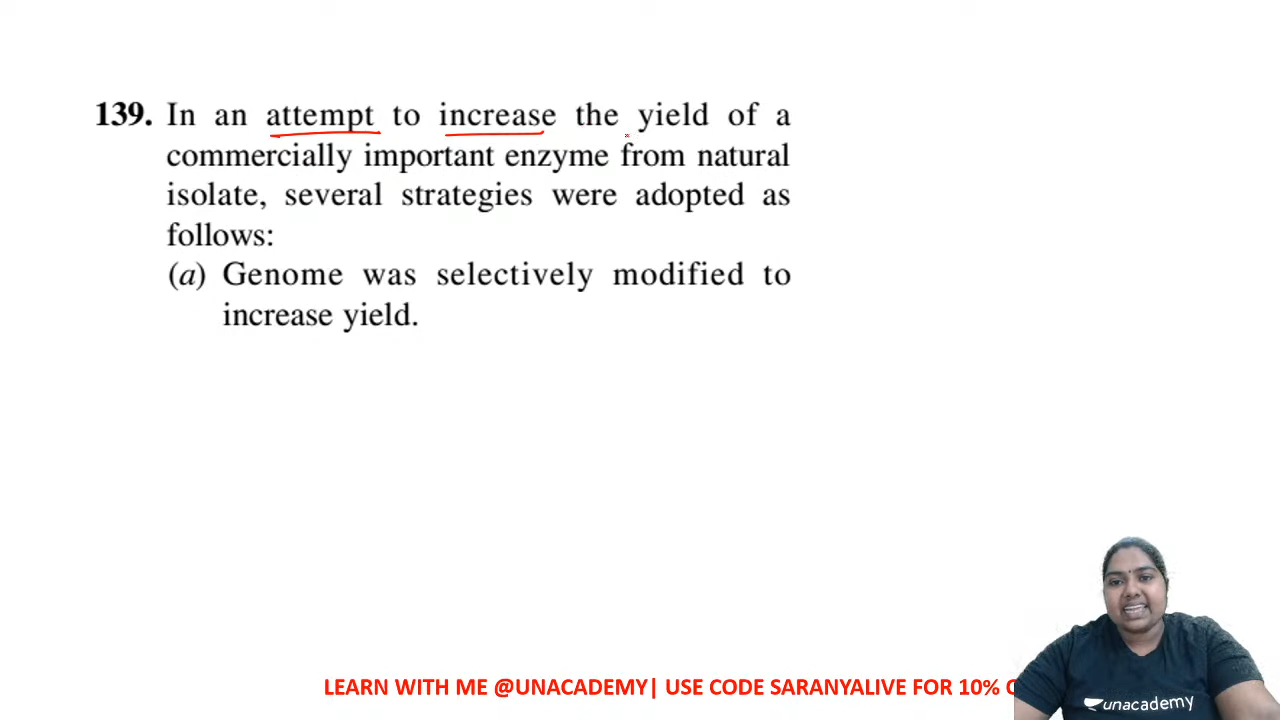 139. In an attempt to increase the yield of a
commercially important enzyme from natural
isolate, several strategies were adopted as
follows:
(a) Genome was selectively modified to
increase yield.
LEARN WITH ME @UNACADEMY| USE CODE SARANYALIVE FOR 10%
unacademy